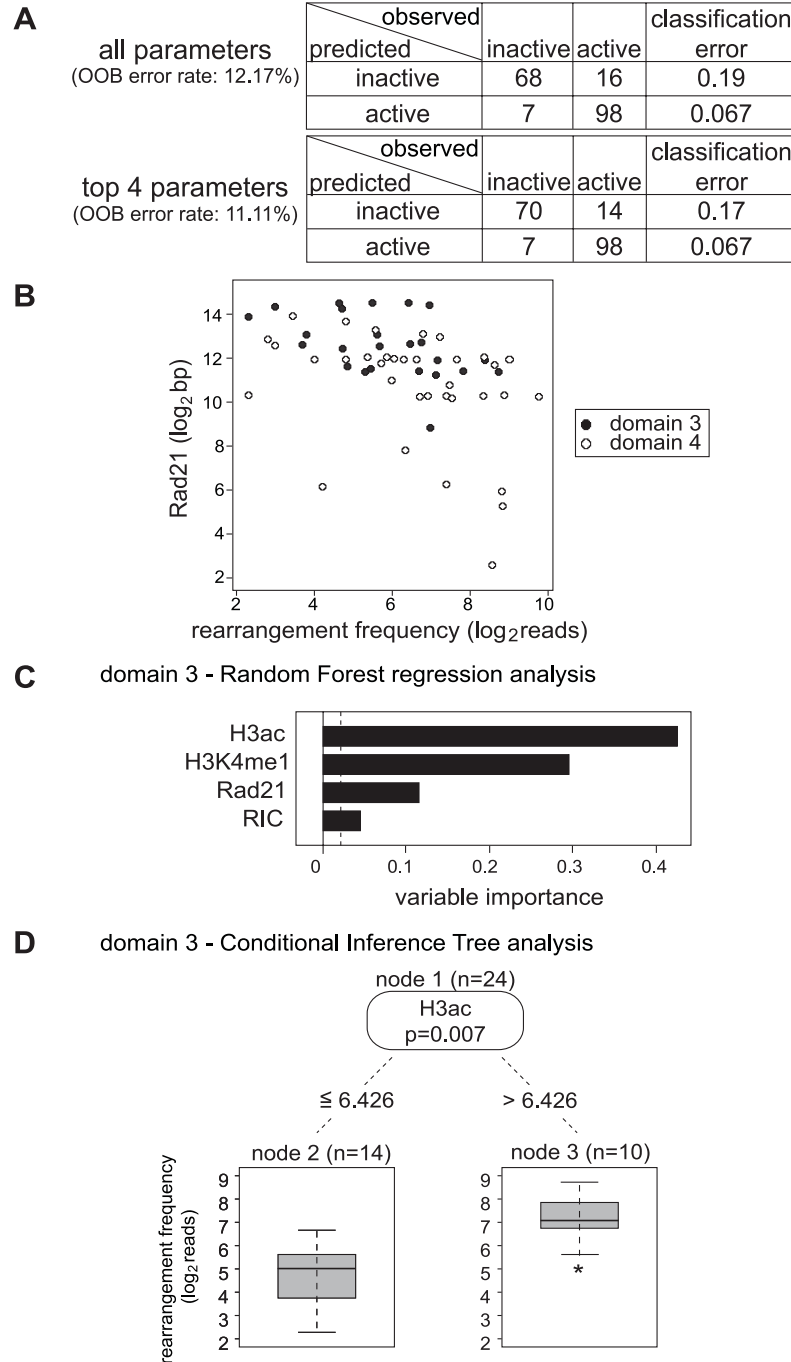 A
all parameters
(OOB error rate: 12.17%)
observed
predicted
inactive
active
classification
error
inactive
68
16
0.19
active
7
98
0.067
top 4 parameters
(OOB error rate: 11.11%)
observed
predicted
inactive
active
classification
error
inactive
70
14
0.17
active
7
98
0.067
B
Rad21 (log2 bp)
14
12
10
8
6
4
2
2
4
6
8
10
rearrangement frequency (log2 reads)
domain 3
domain 4
C
domain 3 - Random Forest regression analysis
H3ac
H3K4me1
Rad21
RIC
0
0.1
0.2
0.3
0.4
variable importance
D
domain 3 - Conditional Inference Tree analysis
node 1 (n=24)
H3ac
p=0.007
≦ 6.426
> 6.426
node 2 (n=14)
rearrangement frequency
(log2 reads)
9
8
7
6
5
4
3
2
node 3 (n=10)
9
8
7
6
5
4
3
2
*